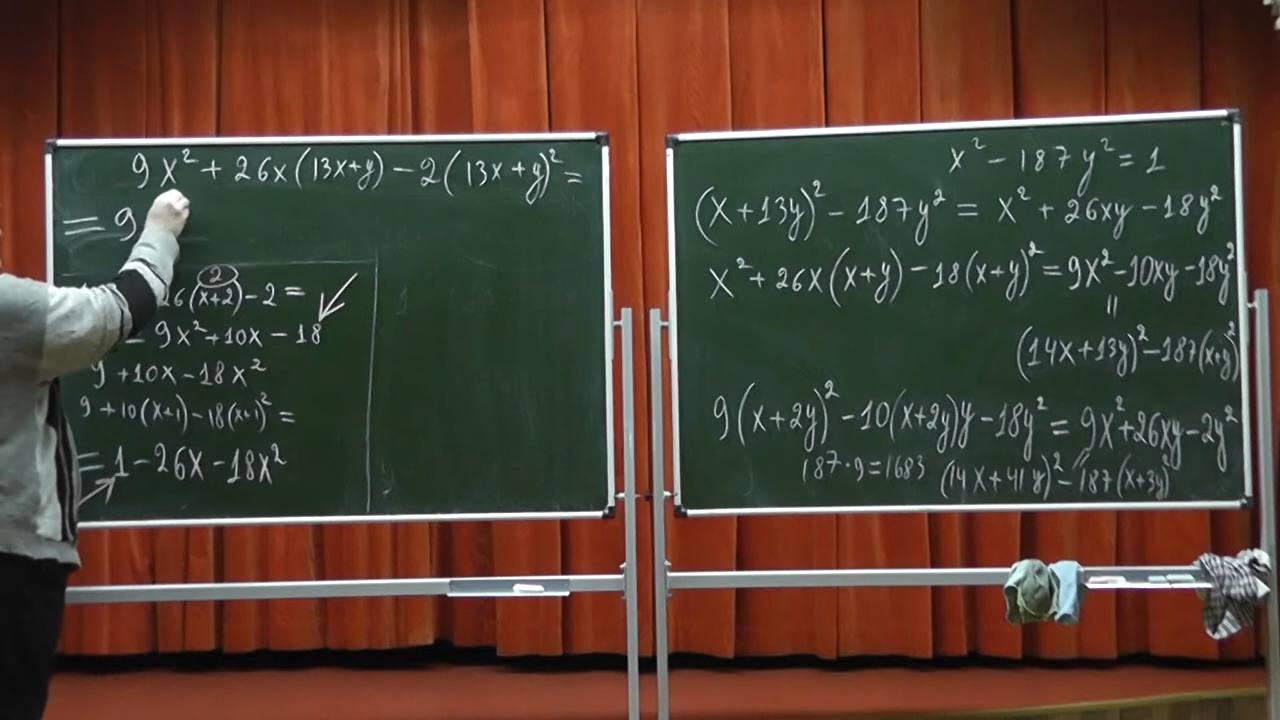 9x² + 26x(13x+y) − 2(13x+y)² =
= 9
26(x+2) − 2 =
2
− 9x² + 10x − 18
9 + 10x − 18x²
9 + 10(x+1) − 18(x+1)² =
= 1 − 26x − 18x²
x² − 187y² = 1
(x+13y)² − 187y² = x² + 26xy − 18y²
x² + 26x(x+y) − 18(x+y)² = 9x² − 10xy − 18y²
=
(14x+13y)² − 187(x+y)²
9(x+2y)² − 10(x+2y)y − 18y² = 9x² + 26xy − 2y²
187·9 = 1683 (14x+41y)² − 187(x+3y)²